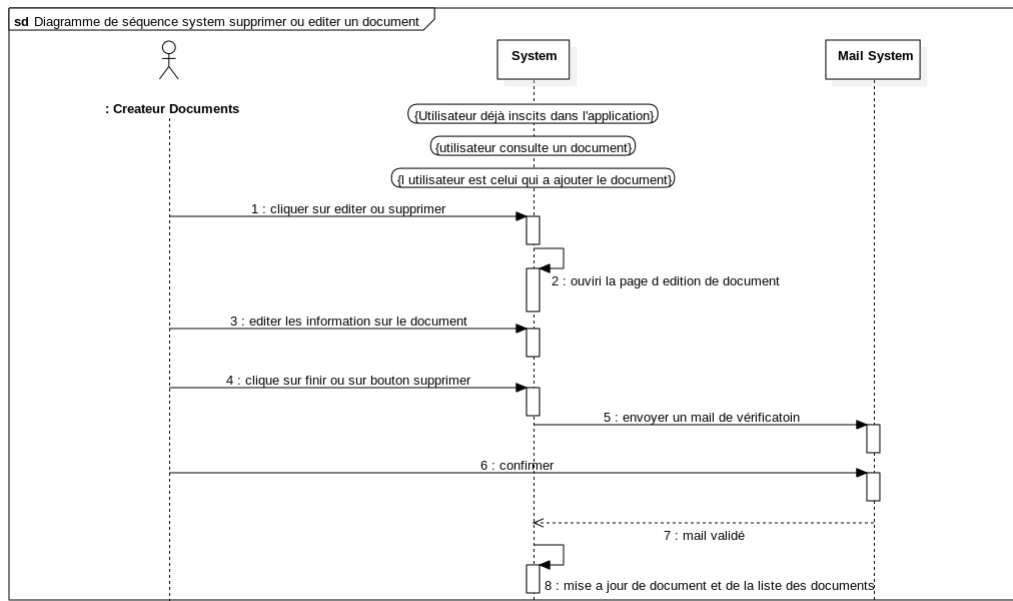 sd Diagramme de séquence system supprimer ou editer un document
System
Mail System
: Createur Documents
{Utilisateur déjà inscits dans l'application}
{utilisateur consulte un document}
{l utilisateur est celui qui a ajouter le document}
1 : cliquer sur editer ou supprimer
2 : ouviri la page d edition de document
3 : editer les information sur le document
4 : clique sur finir ou sur bouton supprimer
5 : envoyer un mail de vérificatoin
6 : confirmer
7 : mail validé
8 : mise a jour de document et de la liste des documents